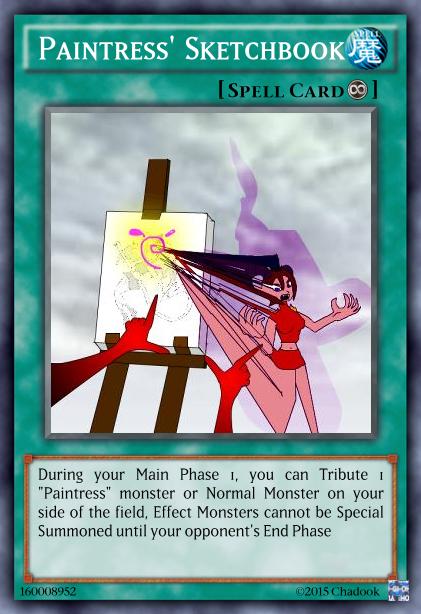 Paintress' Sketchbook
SPELL
魔
[Spell Card]
During your Main Phase 1, you can Tribute 1
"Paintress" monster or Normal Monster on your
side of the field, Effect Monsters cannot be Special
Summoned until your opponent's End Phase
160008952
©2015 Chadook